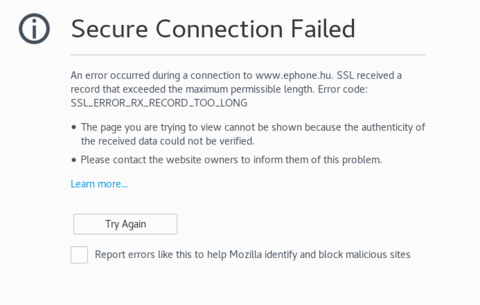 Secure Connection Failed
An error occurred during a connection to www.ephone.hu. SSL received a
record that exceeded the maximum permissible length. Error code:
SSL_ERROR_RX_RECORD_TOO_LONG
• The page you are trying to view cannot be shown because the authenticity of
the received data could not be verified.
• Please contact the website owners to inform them of this problem.
Learn more...
Try Again
Report errors like this to help Mozilla identify and block malicious sites